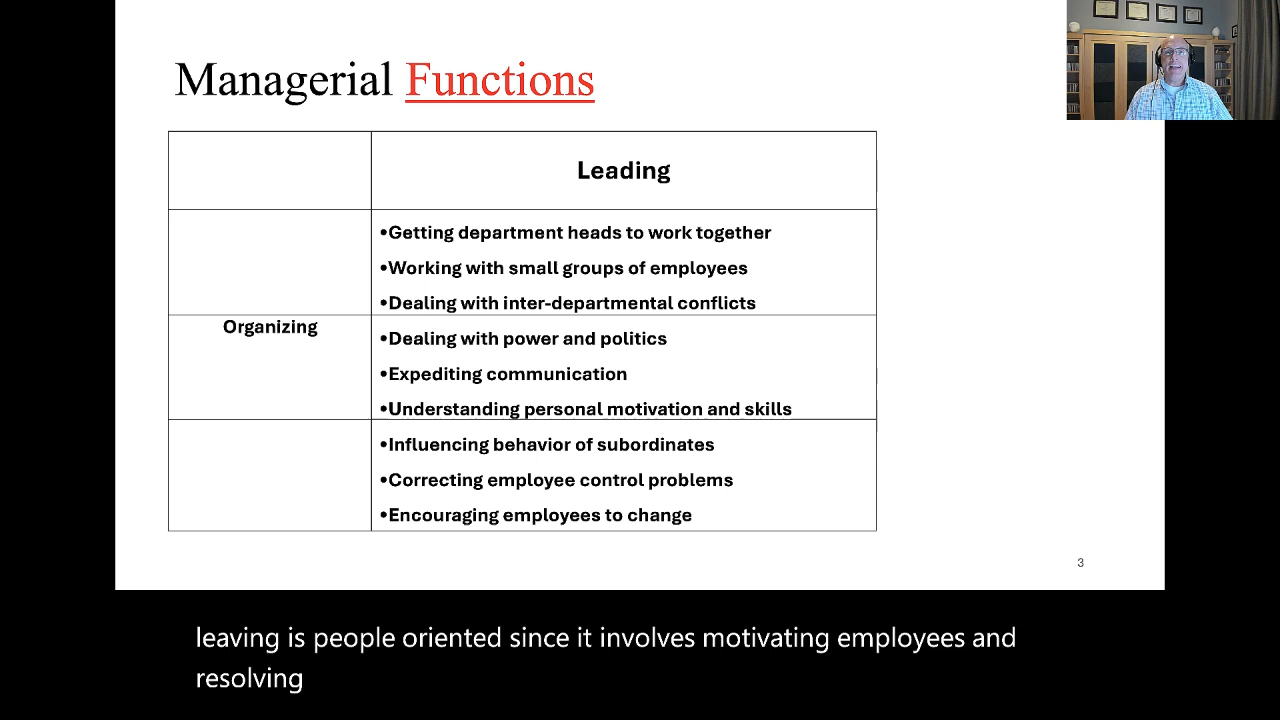 Managerial Functions
Leading
•Getting department heads to work together
•Working with small groups of employees
•Dealing with inter-departmental conflicts
Organizing
•Dealing with power and politics
•Expediting communication
•Understanding personal motivation and skills
•Influencing behavior of subordinates
•Correcting employee control problems
•Encouraging employees to change
3
leaving is people oriented since it involves motivating employees and
resolving